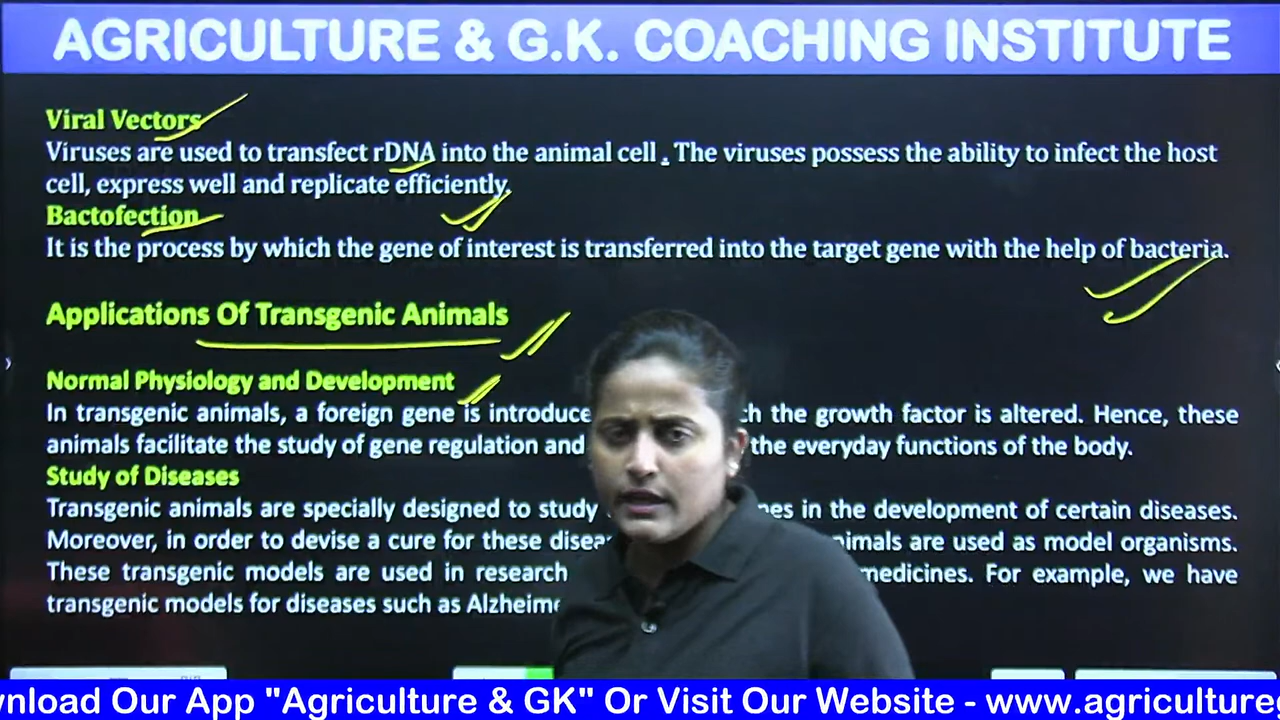 AGRICULTURE & G.K. COACHING INSTITUTE
Viral Vectors
Viruses are used to transfect rDNA into the animal cell . The viruses possess the ability to infect the host
cell, express well and replicate efficiently.
Bactofection
It is the process by which the gene of interest is transferred into the target gene with the help of bacteria.
Applications Of Transgenic Animals
Normal Physiology and Development
In transgenic animals, a foreign gene is the growth factor is altered. Hence, these
animals facilitate the study of gene regulation and the everyday functions of the body.
Study of Diseases
Transgenic animals are specially designed to study in the development of certain diseases.
Moreover, in order to devise a cure for these are used as model organisms.
These transgenic models are used in research medicines. For example, we have
transgenic models for diseases such as
Our App "Agriculture & GK" Or Visit Our Website -